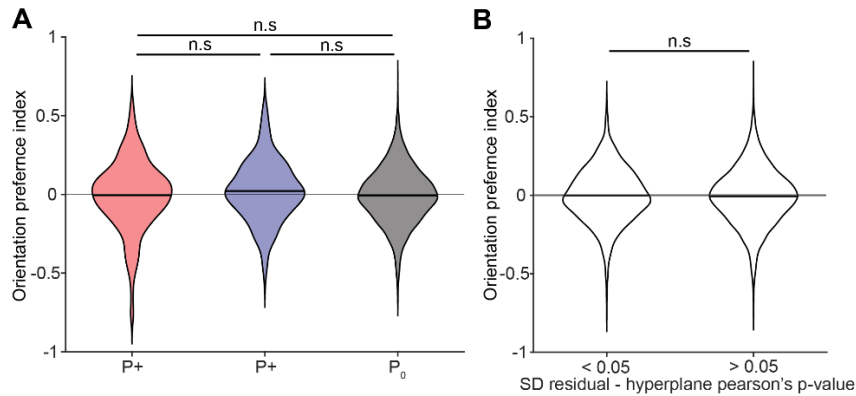 A
n.s
n.s
n.s
Orientation prefernce index
1
0.5
0
-0.5
-1
P+
P+
P0
B
n.s
Orientation preference index
1
0.5
0
-0.5
-1
< 0.05
> 0.05
SD residual - hyperplane pearson's p-value